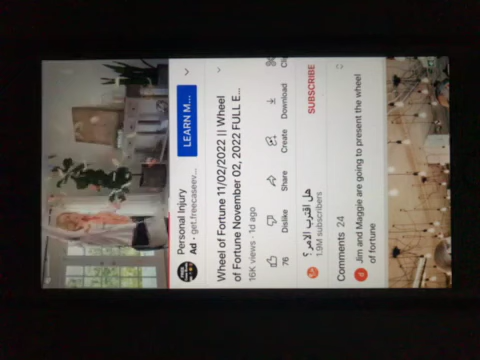 Personal Injury
Ad · get.freecaseev...
LEARN M...
Wheel of Fortune 11/02/2022 || Wheel
of Fortune November 02, 2022 FULL E...
16K views · 1d ago
76
Dislike
Share
Create
Download
Cli
هل اقترب الامر؟
1.9M subscribers
SUBSCRIBE
Comments 24
d
Jim and Maggie are going to present the wheel
of fortune